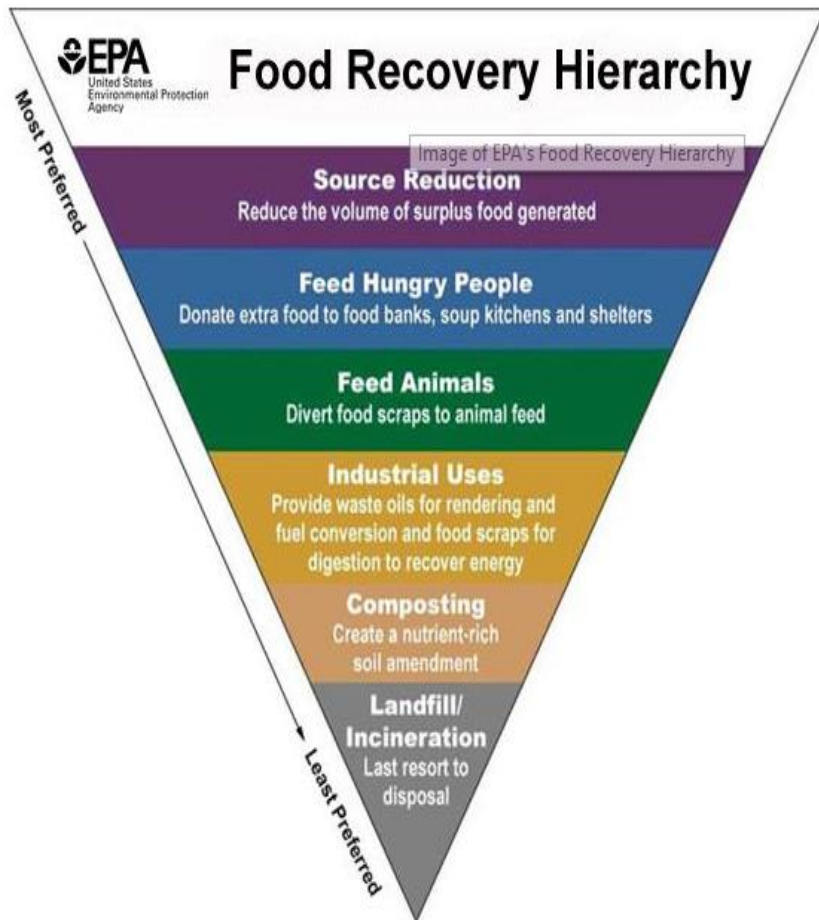 EPA
United States
Environmental Protection
Agency
Food Recovery Hierarchy
Most Preferred
Image of EPA's Food Recovery Hierarchy
Source Reduction
Reduce the volume of surplus food generated
Feed Hungry People
Donate extra food to food banks, soup kitchens and shelters
Feed Animals
Divert food scraps to animal feed
Industrial Uses
Provide waste oils for rendering and
fuel conversion and food scraps for
digestion to recover energy
Composting
Create a nutrient-rich
soil amendment
Landfill/
Incineration
Last resort to
disposal
Least Preferred